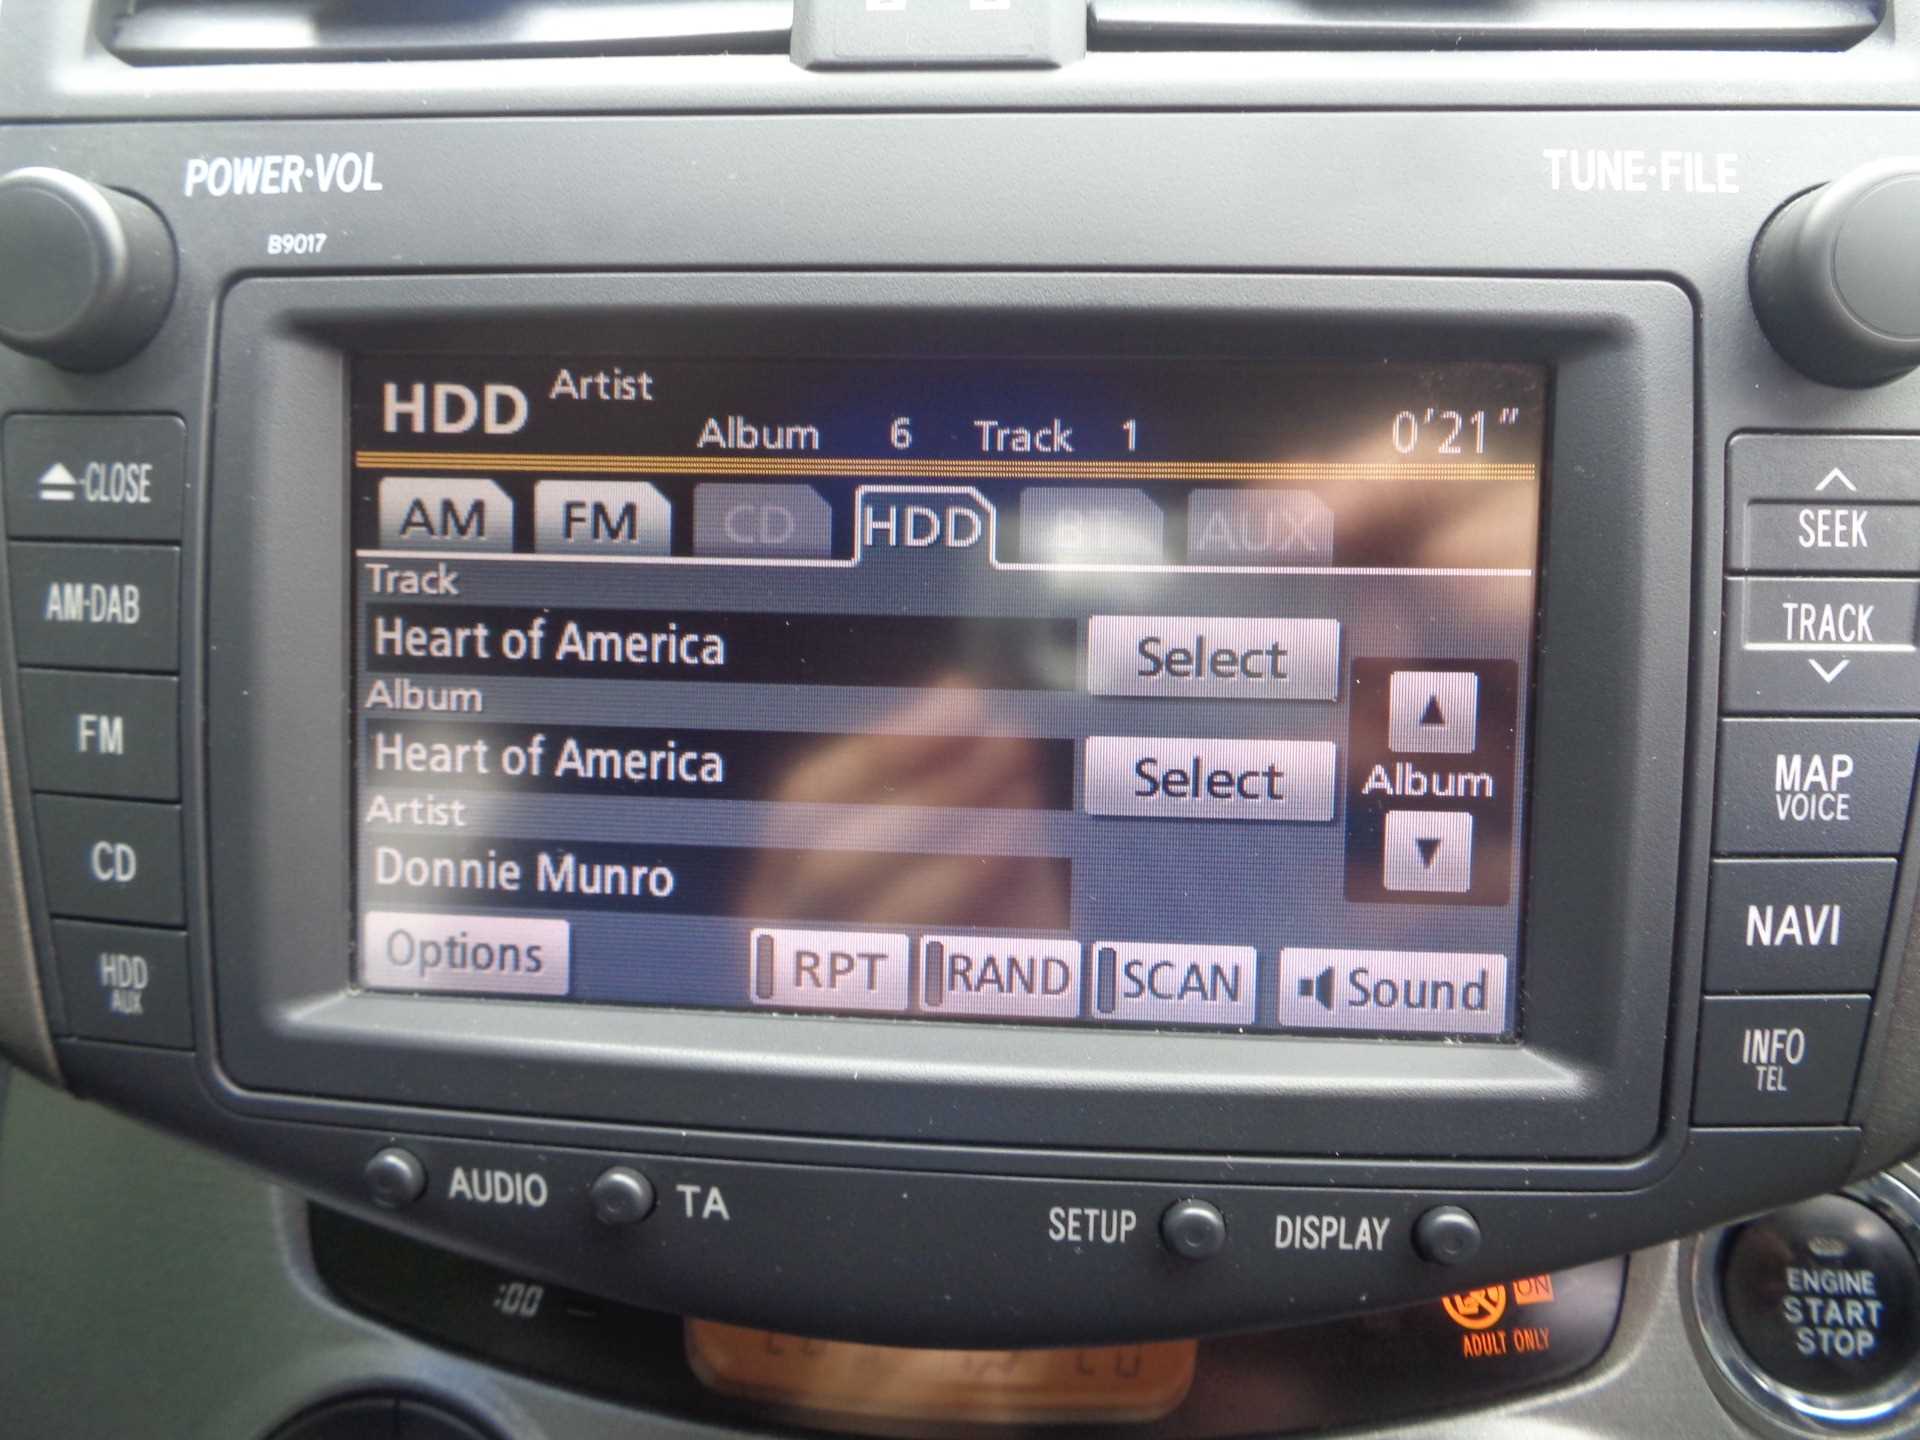 POWER·VOL
TUNE·FILE
B9017
HDD Artist
Album 6 Track 1 0'21"
AM FM CD HDD BT AUX
Track
Heart of America Select
Album
Heart of America Select
Album
Artist
Donnie Munro
Options RPT RAND SCAN Sound
CLOSE
AM·DAB
FM
CD
HDD
AUX
SEEK
TRACK
MAP
VOICE
NAVI
INFO
TEL
AUDIO TA SETUP DISPLAY
:00
ON
ADULT ONLY
ENGINE
START
STOP